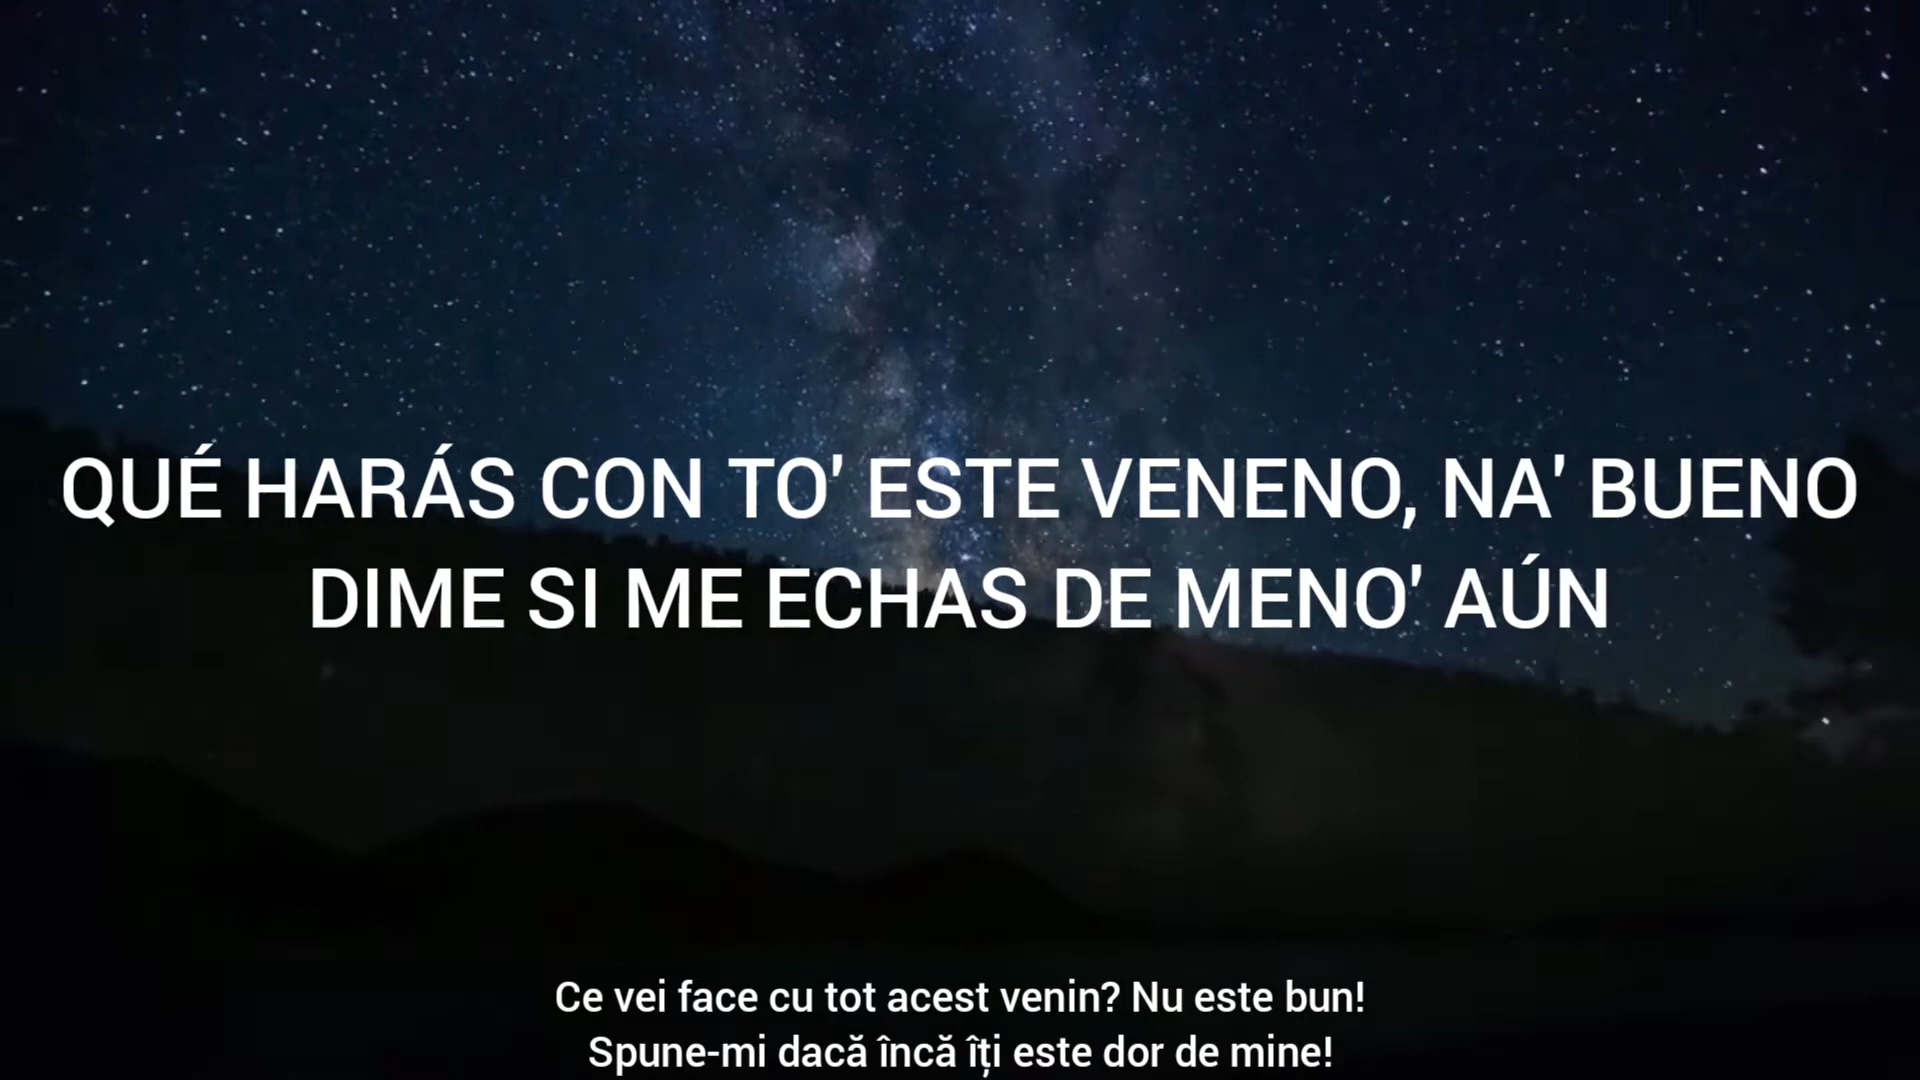 QUÉ HARÁS CON TO' ESTE VENENO, NA' BUENO
DIME SI ME ECHAS DE MENO' AÚN
Ce vei face cu tot acest venin? Nu este bun!
Spune-mi dacă încă îți este dor de mine!